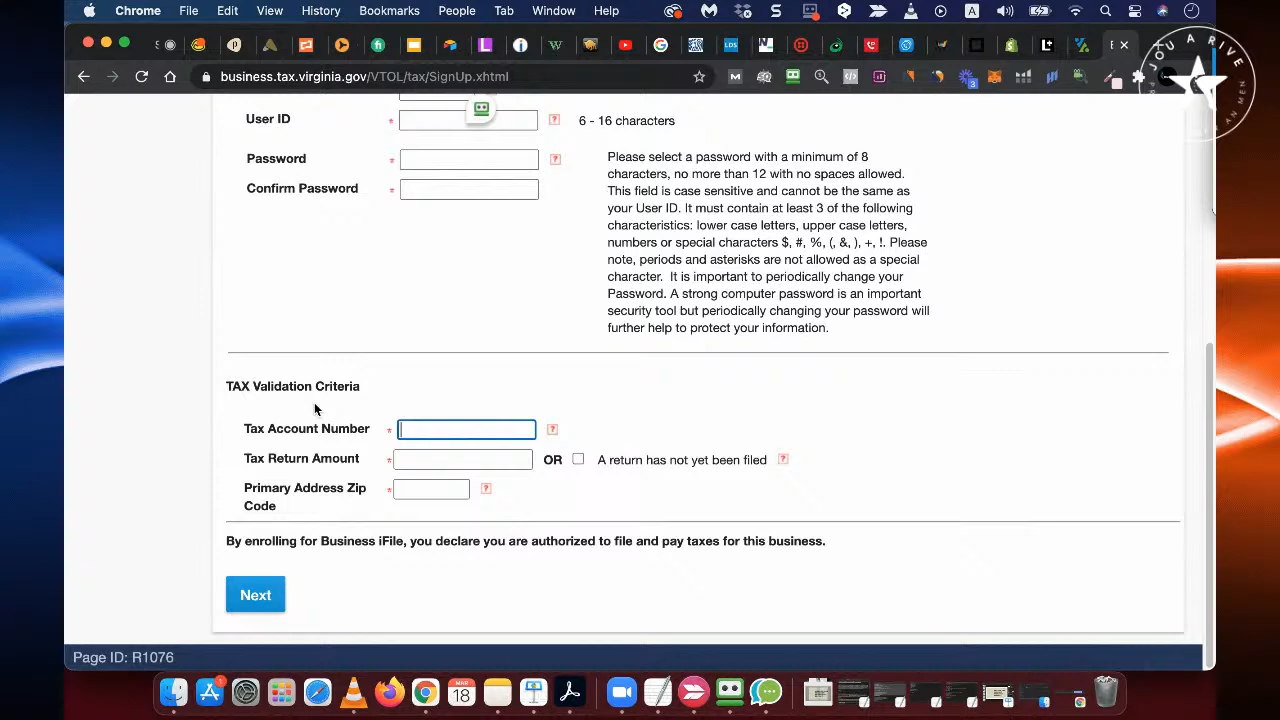 Chrome File Edit View History Bookmarks People Tab Window Help
business.tax.virginia.gov/VTOL/tax/SignUp.xhtml
User ID * ? 6 - 16 characters
Password * ?
Confirm Password *
Please select a password with a minimum of 8
characters, no more than 12 with no spaces allowed.
This field is case sensitive and cannot be the same as
your User ID. It must contain at least 3 of the following
characteristics: lower case letters, upper case letters,
numbers or special characters $, #, %, (, &, ), +, !. Please
note, periods and asterisks are not allowed as a special
character. It is important to periodically change your
Password. A strong computer password is an important
security tool but periodically changing your password will
further help to protect your information.
TAX Validation Criteria
Tax Account Number * ?
Tax Return Amount * OR A return has not yet been filed ?
Primary Address Zip * ?
Code
By enrolling for Business iFile, you declare you are authorized to file and pay taxes for this business.
Next
Page ID: R1076
MAR
18
YOU ARIVE